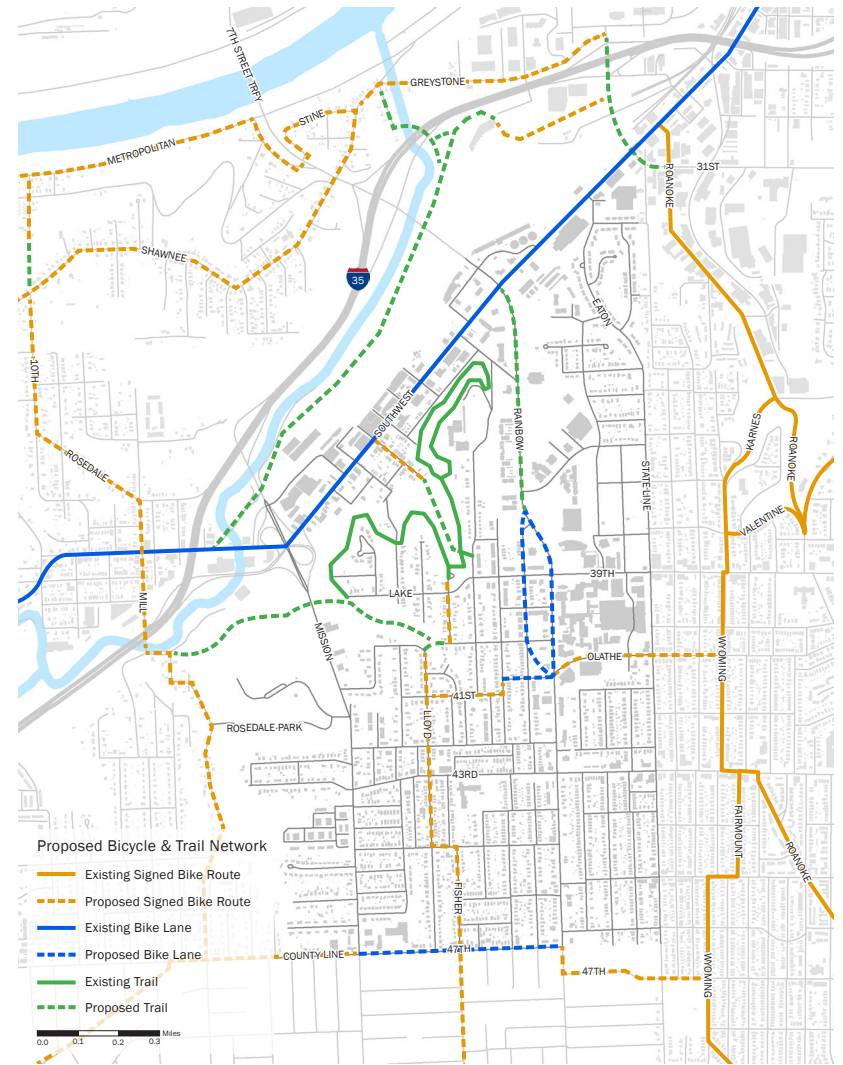 7TH STREET TRFY
GREYSTONE
STINE
METROPOLITAN
31ST
ROANOKE
SHAWNEE
35
EATON
10TH
SOUTHWEST
RAINBOW
KARNES
ROANOKE
ROSEDALE
STATE LINE
VALENTINE
39TH
LAKE
MILL
MISSION
OLATHE
WYOMING
41ST
LLOYD
ROSEDALE PARK
43RD
FAIRMOUNT
ROANOKE
FISHER
47TH
COUNTY LINE
47TH
WYOMING
Proposed Bicycle & Trail Network
Existing Signed Bike Route
Proposed Signed Bike Route
Existing Bike Lane
Proposed Bike Lane
Existing Trail
Proposed Trail
Miles
0.0 0.1 0.2 0.3